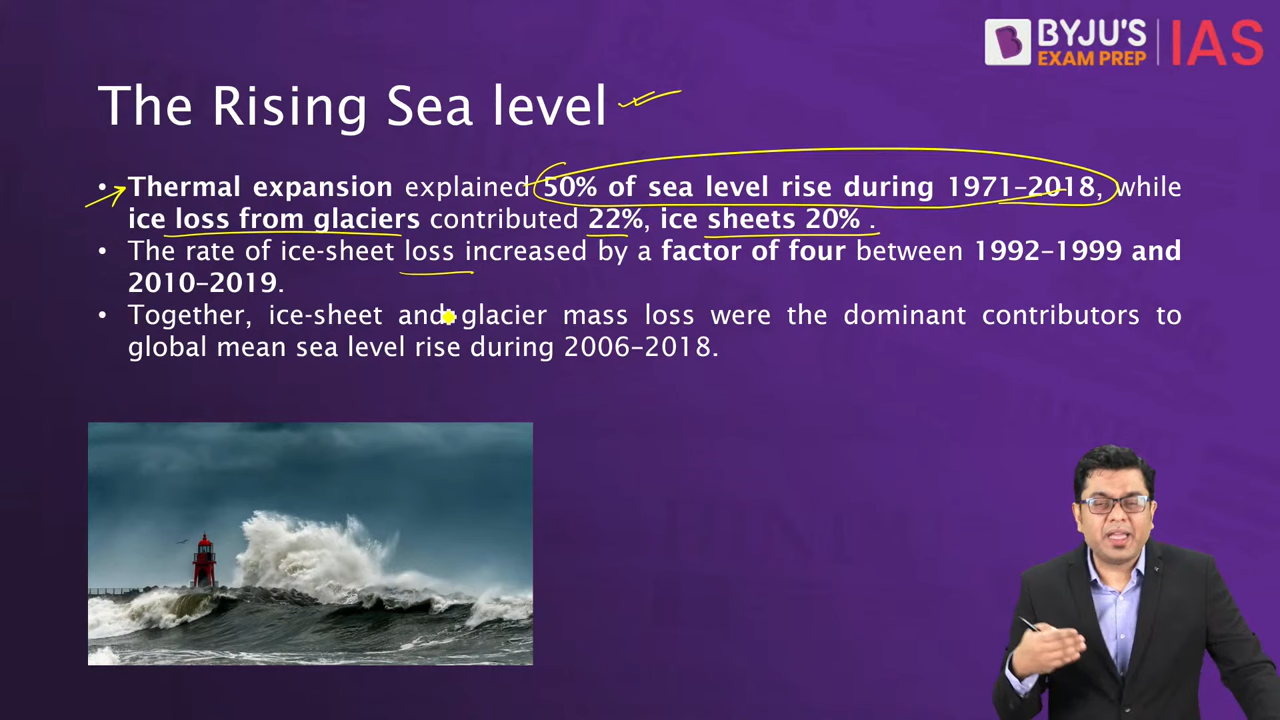 BYJU'S
EXAM PREP
IAS
The Rising Sea level
• Thermal expansion explained 50% of sea level rise during 1971–2018, while
ice loss from glaciers contributed 22%, ice sheets 20% .
• The rate of ice-sheet loss increased by a factor of four between 1992–1999 and
2010–2019.
• Together, ice-sheet and glacier mass loss were the dominant contributors to
global mean sea level rise during 2006–2018.